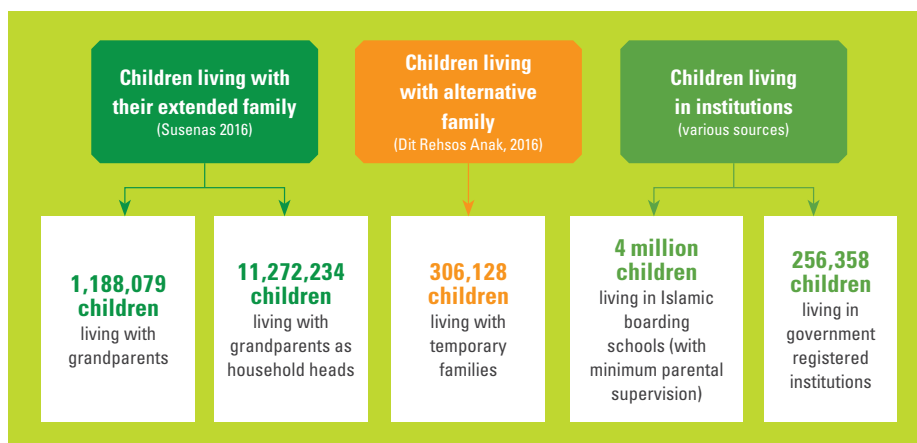 Children living with
their extended family
(Susenas 2016)
Children living
with alternative
family
(Dit Rehsos Anak, 2016)
Children living
in institutions
(various sources)
1,188,079
children
living with
grandparents
11,272,234
children
living with
grandparents as
household heads
306,128
children
living with
temporary
families
4 million
children
living in Islamic
boarding
schools (with
minimum parental
supervision)
256,358
children
living in
government
registered
institutions